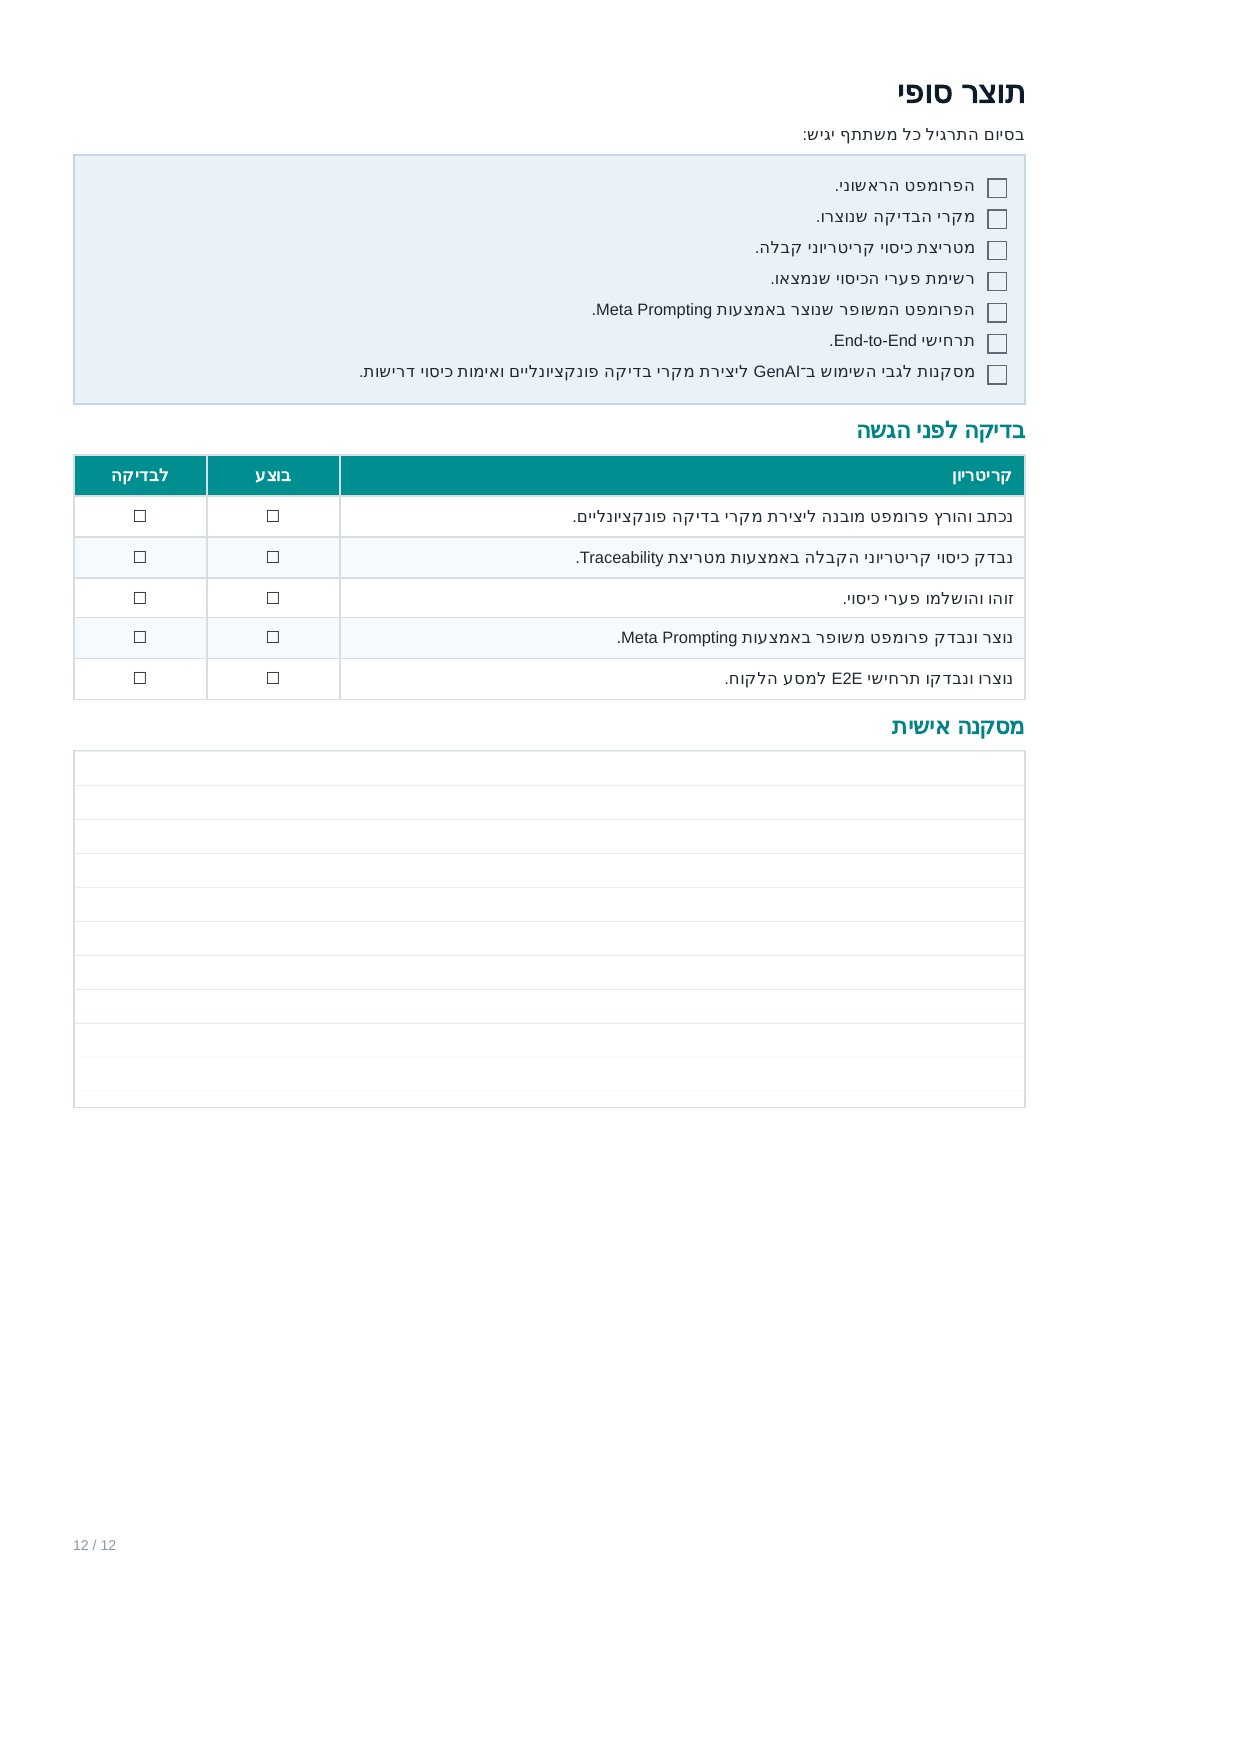 תוצר סופי
בסיום התרגיל כל משתתף יגיש:
☐ הפרומפט הראשוני.
☐ מקרי הבדיקה שנוצרו.
☐ מטריצת כיסוי קריטריוני קבלה.
☐ רשימת פערי הכיסוי שנמצאו.
☐ הפרומפט המשופר שנוצר באמצעות Meta Prompting.
☐ תרחישי End-to-End.
☐ מסקנות לגבי השימוש ב־GenAI ליצירת מקרי בדיקה פונקציונליים ואימות כיסוי דרישות.
בדיקה לפני הגשה
קריטריון בוצע לבדיקה
נכתב והורץ פרומפט מובנה ליצירת מקרי בדיקה פונקציונליים. ☐ ☐
נבדק כיסוי קריטריוני הקבלה באמצעות מטריצת Traceability. ☐ ☐
זוהו והושלמו פערי כיסוי. ☐ ☐
נוצר ונבדק פרומפט משופר באמצעות Meta Prompting. ☐ ☐
נוצרו ונבדקו תרחישי E2E למסע הלקוח. ☐ ☐
מסקנה אישית
12 / 12